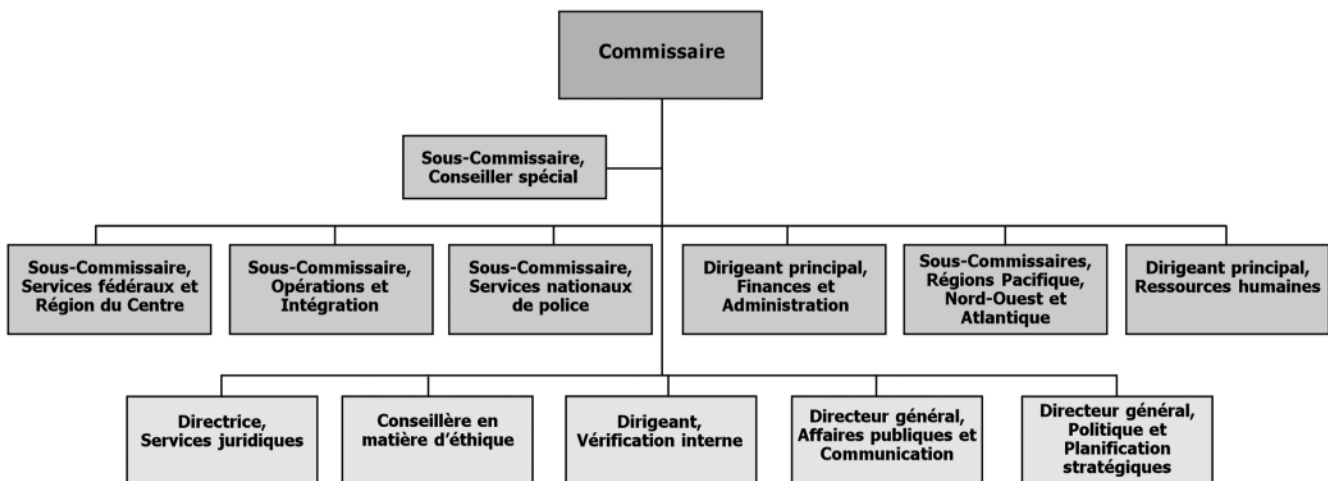 Commissaire
Sous-Commissaire,
Conseiller spécial
Sous-Commissaire,
Services fédéraux et
Région du Centre
Sous-Commissaire,
Opérations et
Intégration
Sous-Commissaire,
Services nationaux
de police
Dirigeant principal,
Finances et
Administration
Sous-Commissaires,
Régions Pacifique,
Nord-Ouest et
Atlantique
Dirigeant principal,
Ressources humaines
Directrice,
Services juridiques
Conseillère en
matière d’éthique
Dirigeant,
Vérification interne
Directeur général,
Affaires publiques et
Communication
Directeur général,
Politique et
Planification
stratégiques